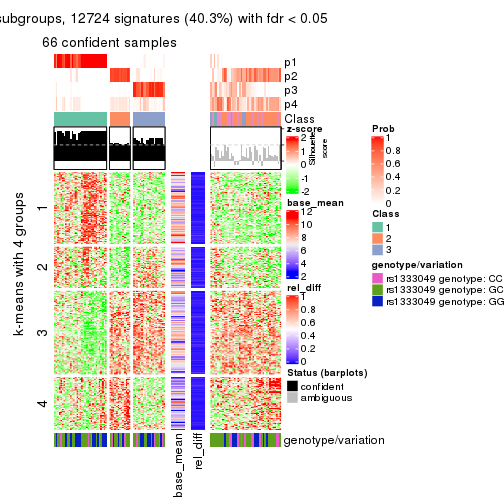 subgroups, 12724 signatures (40.3%) with fdr < 0.05
66 confident samples
p1
p2
p3
p4
Class
z-score
2
1
0
-1
-2
Silhouette
score
base_mean
12
10
8
6
4
2
rel_diff
1
0.8
0.6
0.4
0.2
0
Status (barplots)
confident
ambiguous
Prob
1
0.8
0.6
0.4
0.2
0
Class
1
2
3
genotype/variation
rs1333049 genotype: CC
rs1333049 genotype: GC
rs1333049 genotype: GG
k-means with 4 groups
1
2
3
4
genotype/variation
base_mean
rel_diff